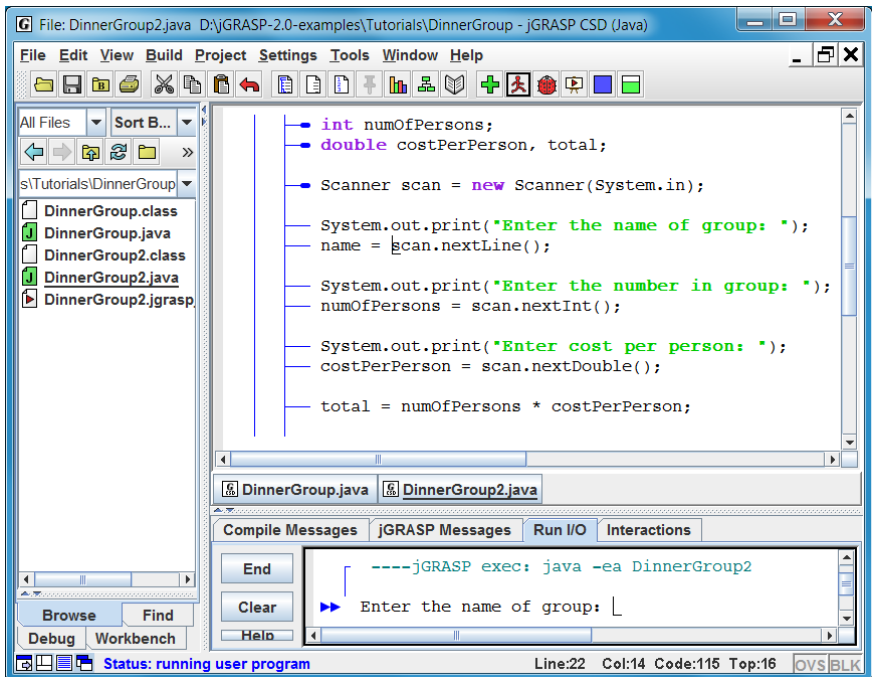 File: DinnerGroup2.java D:\jGRASP-2.0-examples\Tutorials\DinnerGroup - jGRASP CSD (Java)
File Edit View Build Project Settings Tools Window Help
All Files Sort B...
s\Tutorials\DinnerGroup
DinnerGroup.class
DinnerGroup.java
DinnerGroup2.class
DinnerGroup2.java
DinnerGroup2.jgrasp
Browse Find
Debug Workbench
int numOfPersons;
double costPerPerson, total;
Scanner scan = new Scanner(System.in);
System.out.print("Enter the name of group: ");
name = scan.nextLine();
System.out.print("Enter the number in group: ");
numOfPersons = scan.nextInt();
System.out.print("Enter cost per person: ");
costPerPerson = scan.nextDouble();
total = numOfPersons * costPerPerson;
DinnerGroup.java DinnerGroup2.java
Compile Messages jGRASP Messages Run I/O Interactions
End
Clear
Help
----jGRASP exec: java -ea DinnerGroup2
Enter the name of group:
Status: running user program Line:22 Col:14 Code:115 Top:16 OVS BLK